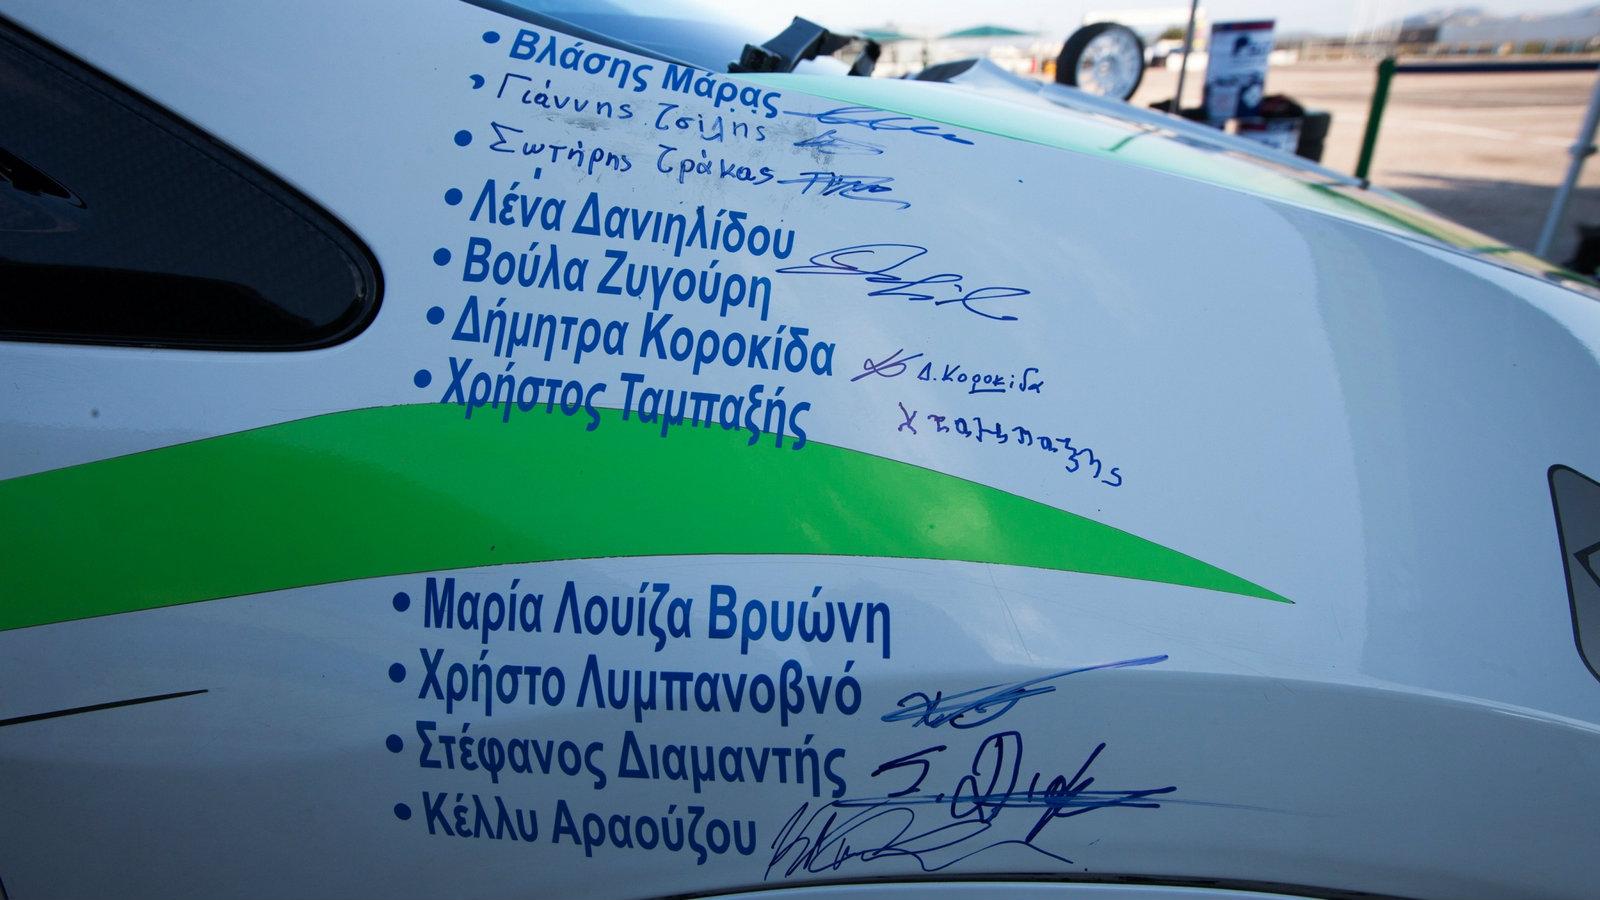 • Βλάσης Μάρας
• Γιάννης Τσίλης
• Σωτήρης Τράκας
• Λένα Δανιηλίδου
• Βούλα Ζυγούρη
• Δήμητρα Κοροκίδα Δ. Κοροκίδα
• Χρήστος Ταμπαξής Χ Ταμπαξής
• Μαρία Λουίζα Βρυώνη
• Χρήστο Λυμπανοβνό
• Στέφανος Διαμαντής
• Κέλλυ Αραούζου